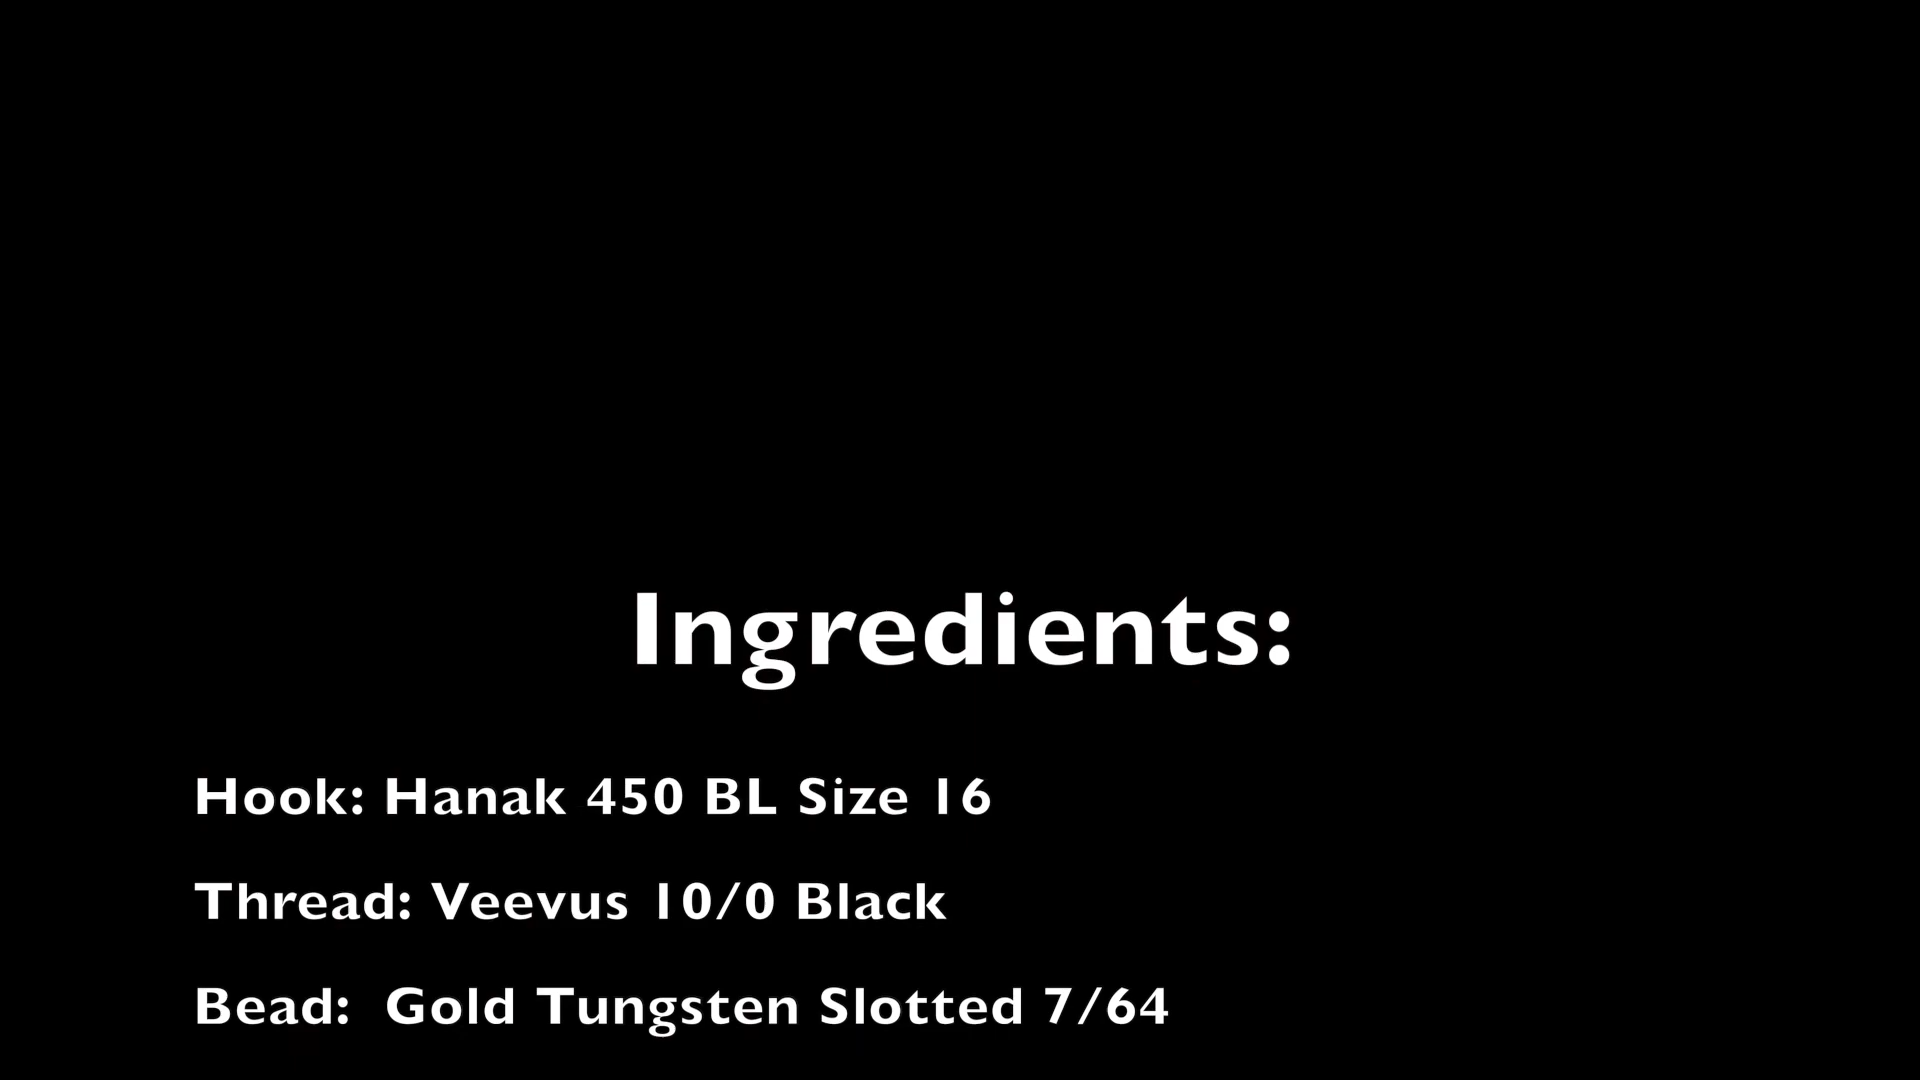 Ingredients:
Hook: Hanak 450 BL Size 16
Thread: Veevus 10/0 Black
Bead:  Gold Tungsten Slotted 7/64